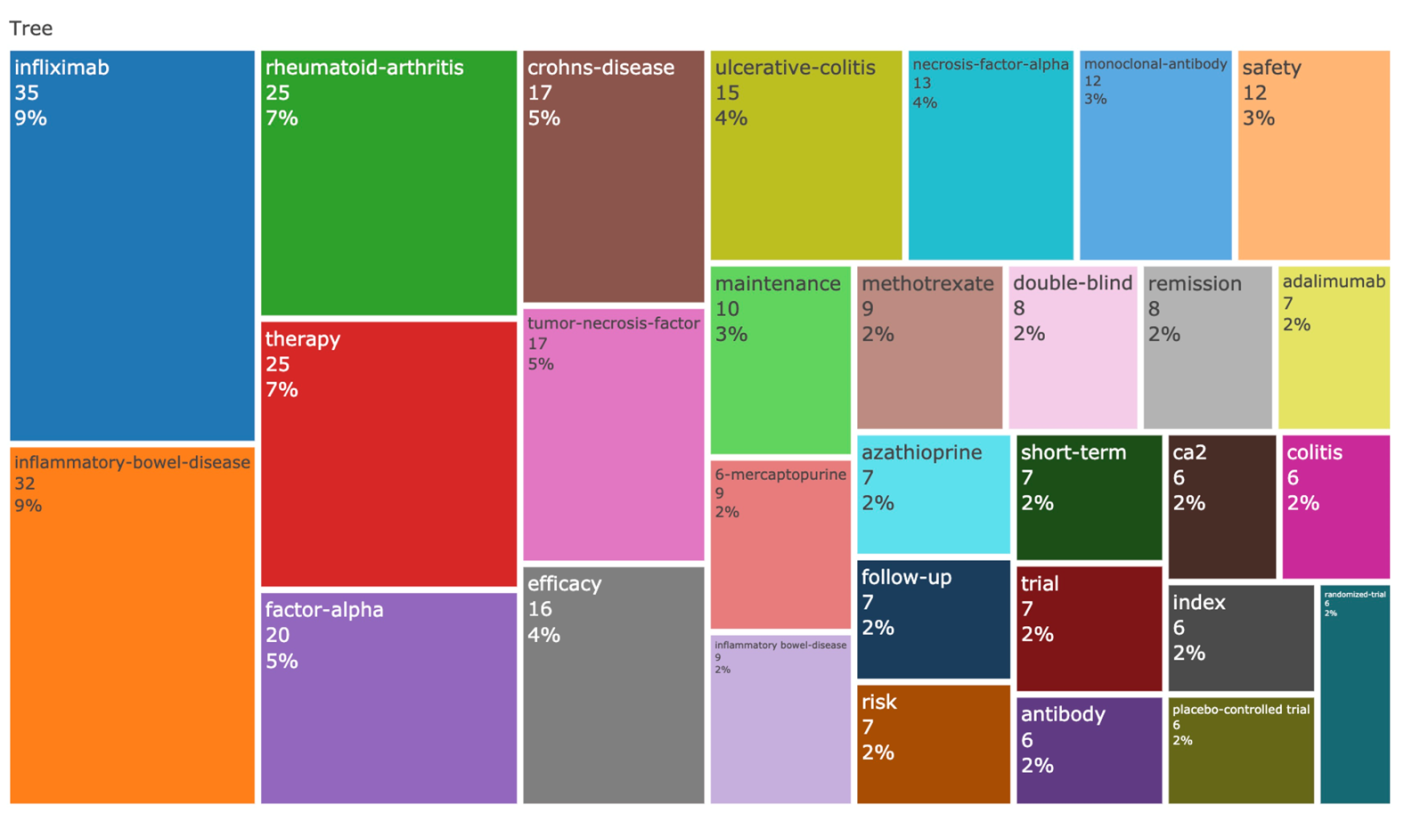 Tree
infliximab
35
9%
inflammatory-bowel-disease
32
9%
rheumatoid-arthritis
25
7%
therapy
25
7%
factor-alpha
20
5%
crohns-disease
17
5%
tumor-necrosis-factor
17
5%
efficacy
16
4%
ulcerative-colitis
15
4%
necrosis-factor-alpha
13
4%
monoclonal-antibody
12
3%
safety
12
3%
maintenance
10
3%
6-mercaptopurine
9
2%
inflammatory bowel-disease
9
2%
methotrexate
9
2%
double-blind
8
2%
remission
8
2%
adalimumab
7
2%
azathioprine
7
2%
follow-up
7
2%
risk
7
2%
short-term
7
2%
trial
7
2%
antibody
6
2%
ca2
6
2%
colitis
6
2%
index
6
2%
placebo-controlled trial
6
2%
randomized-trial
6
2%